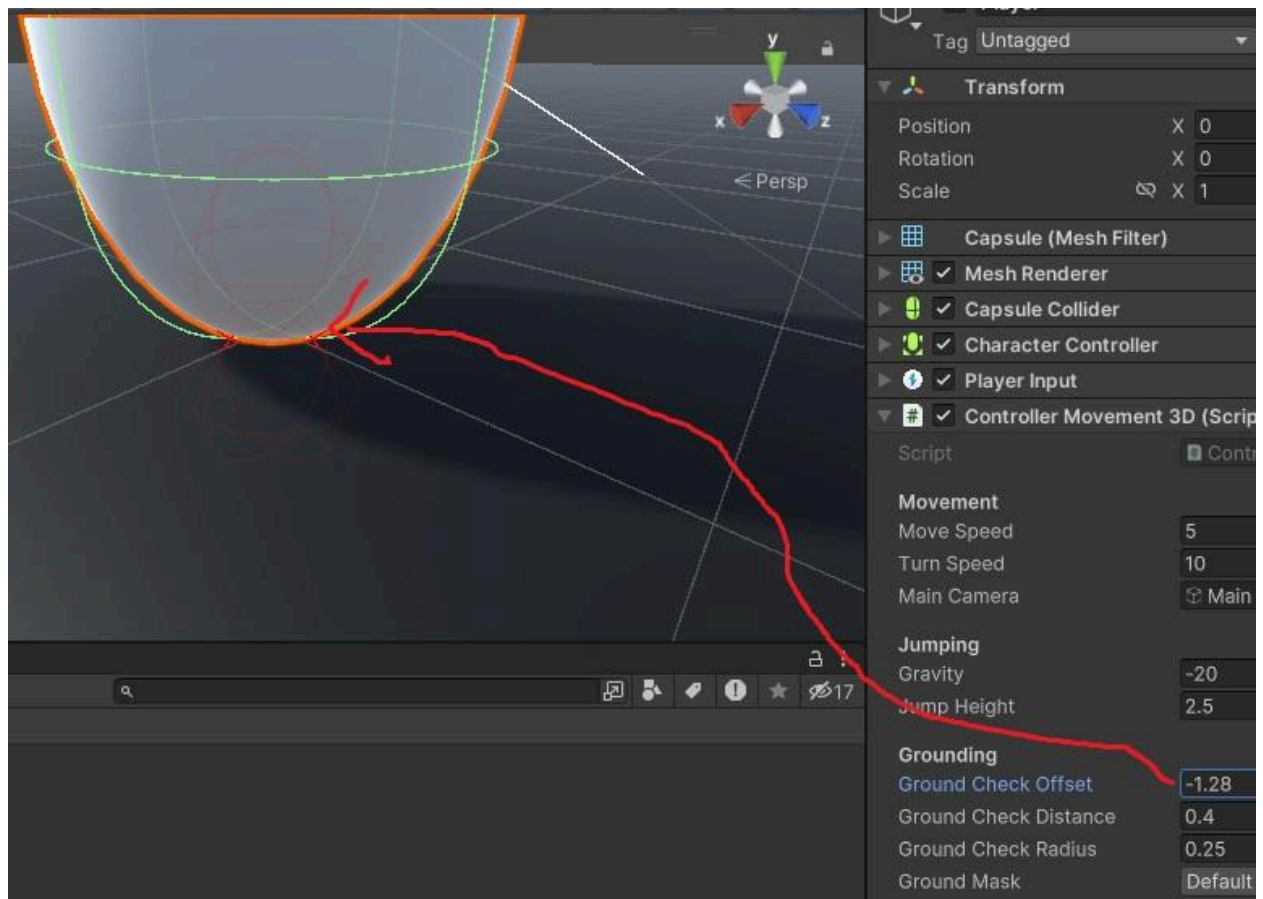 Tag Untagged
y
x
z
Persp
Transform
Position X 0
Rotation X 0
Scale X 1
Capsule (Mesh Filter)
Mesh Renderer
Capsule Collider
Character Controller
Player Input
# Controller Movement 3D (Scrip
Script Contr
Movement
Move Speed 5
Turn Speed 10
Main Camera Main
Jumping
Gravity -20
17
Jump Height 2.5
Grounding
Ground Check Offset -1.28
Ground Check Distance 0.4
Ground Check Radius 0.25
Ground Mask Default